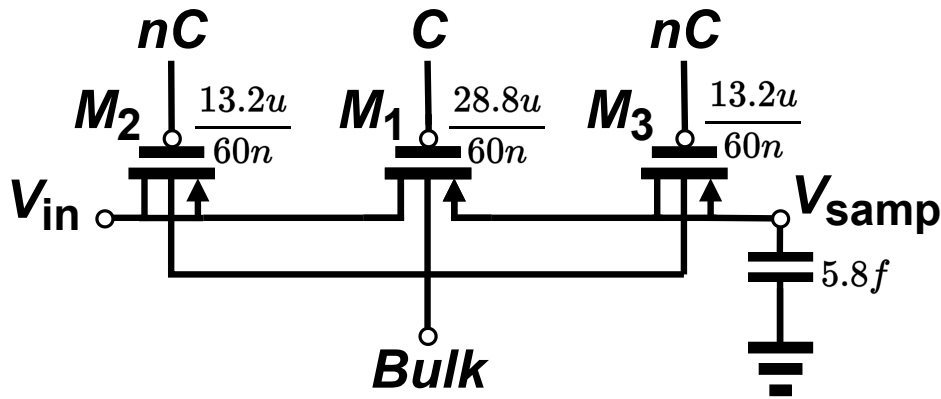 nC C nC
M2 13.2u/60n M1 28.8u/60n M3 13.2u/60n
Vin Vsamp
5.8f
Bulk